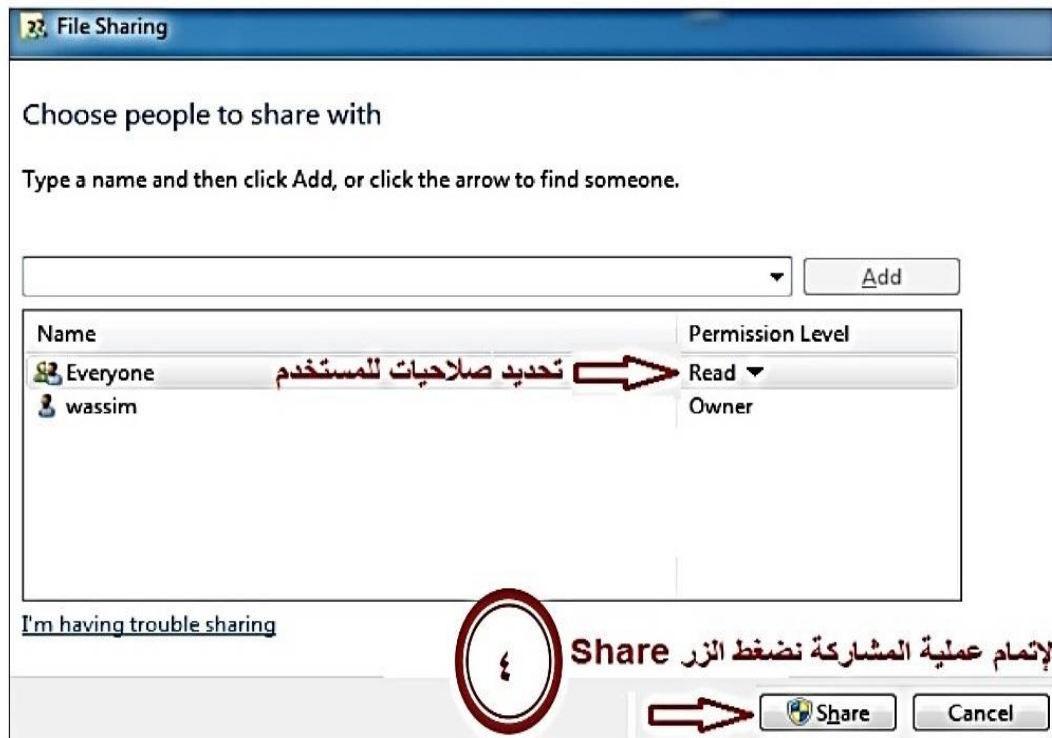 File Sharing
Choose people to share with
Type a name and then click Add, or click the arrow to find someone.
Add
Name Permission Level
Everyone تحديد صلاحيات للمستخدم Read
wassim Owner
I'm having trouble sharing
٤
لإتمام عملية المشاركة نضغط الزر Share
Share Cancel